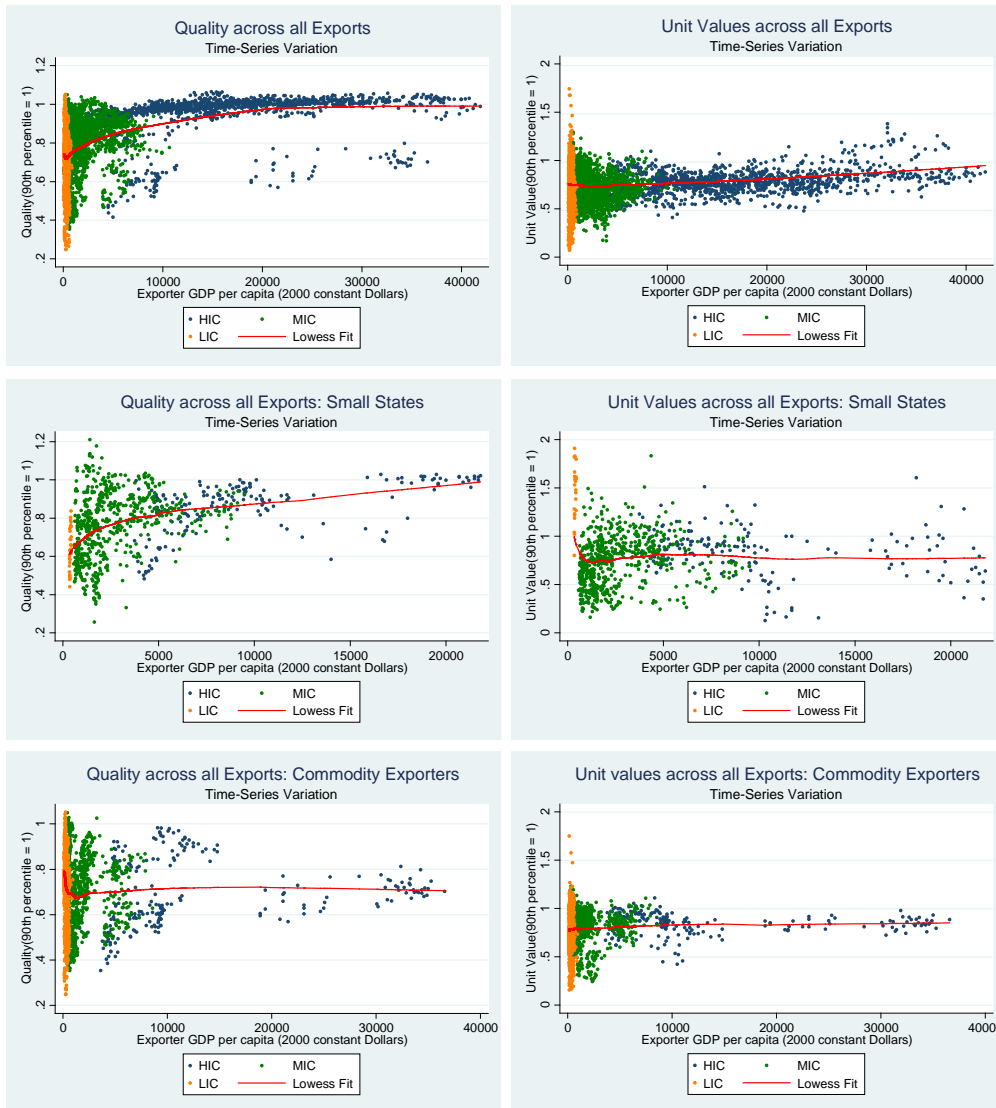 Quality across all Exports
Time-Series Variation
Quality(90th percentile = 1)
1.2
1
.8
.6
.4
.2
0 10000 20000 30000 40000
Exporter GDP per capita (2000 constant Dollars)
HIC MIC
LIC Lowess Fit
Unit Values across all Exports
Time-Series Variation
Unit Value(90th percentile = 1)
2
1.5
1
.5
0
0 10000 20000 30000 40000
Exporter GDP per capita (2000 constant Dollars)
HIC MIC
LIC Lowess Fit
Quality across all Exports: Small States
Time-Series Variation
Quality(90th percentile = 1)
1.2
1
.8
.6
.4
.2
0 5000 10000 15000 20000
Exporter GDP per capita (2000 constant Dollars)
HIC MIC
LIC Lowess Fit
Unit Values across all Exports: Small States
Time-Series Variation
Unit Value(90th percentile = 1)
2
1.5
1
.5
0
0 5000 10000 15000 20000
Exporter GDP per capita (2000 constant Dollars)
HIC MIC
LIC Lowess Fit
Quality across all Exports: Commodity Exporters
Time-Series Variation
Quality(90th percentile = 1)
1
.8
.6
.4
.2
0 10000 20000 30000 40000
Exporter GDP per capita (2000 constant Dollars)
HIC MIC
LIC Lowess Fit
Unit values across all Exports: Commodity Exporters
Time-Series Variation
Unit Value(90th percentile = 1)
2
1.5
1
.5
0
0 10000 20000 30000 40000
Exporter GDP per capita (2000 constant Dollars)
HIC MIC
LIC Lowess Fit